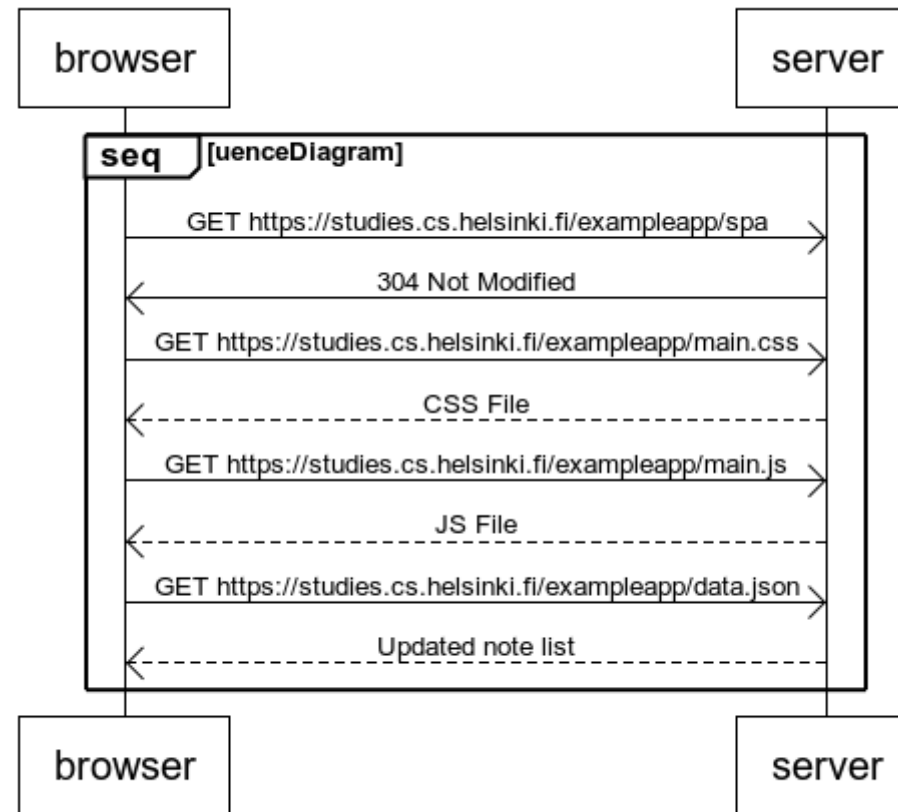 browser
server
seq
[uenceDiagram]
GET https://studies.cs.helsinki.fi/exampleapp/spa
304 Not Modified
GET https://studies.cs.helsinki.fi/exampleapp/main.css
CSS File
GET https://studies.cs.helsinki.fi/exampleapp/main.js
JS File
GET https://studies.cs.helsinki.fi/exampleapp/data.json
Updated note list
browser
server